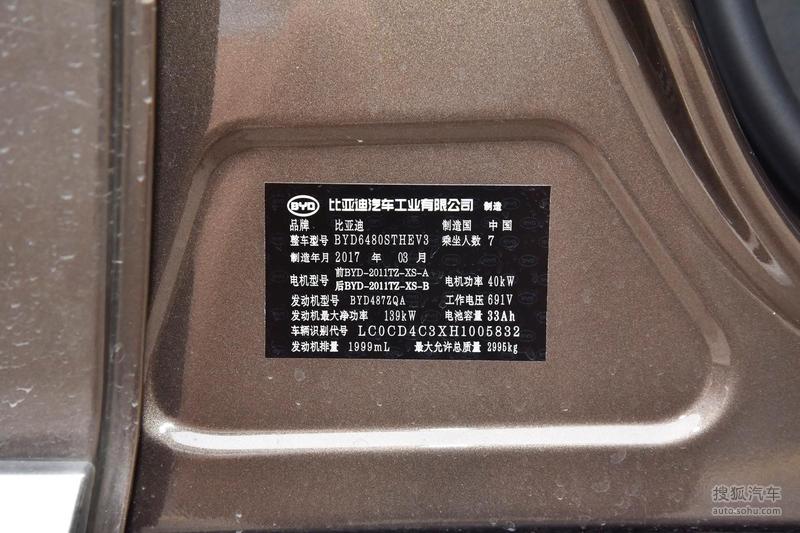 BYD 比亚迪汽车工业有限公司 制造
品牌 比亚迪 制造国 中国
整车型号 BYD6480STHEV3 乘坐人数 7
制造年月 2017 年 03 月
电机型号 前BYD-2011TZ-XS-A 电机功率 40kW
后BYD-2011TZ-XS-B
发动机型号 BYD487ZQA 工作电压 691V
发动机最大净功率 139kW 电池容量 33Ah
车辆识别代号 LC0CD4C3XH1005832
发动机排量 1999mL 最大允许总质量 2995kg
搜狐汽车
auto.sohu.com